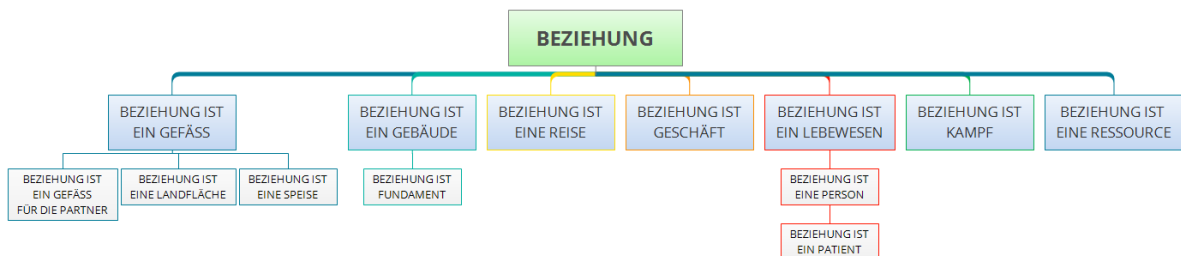 BEZIEHUNG
BEZIEHUNG IST
EIN GEFÄSS
BEZIEHUNG IST
EIN GEBÄUDE
BEZIEHUNG IST
EINE REISE
BEZIEHUNG IST
GESCHÄFT
BEZIEHUNG IST
EIN LEBEWESEN
BEZIEHUNG IST
KAMPF
BEZIEHUNG IST
EINE RESSOURCE
BEZIEHUNG IST
EIN GEFÄSS
FÜR DIE PARTNER
BEZIEHUNG IST
EINE LANDFLÄCHE
BEZIEHUNG IST
EINE SPEISE
BEZIEHUNG IST
FUNDAMENT
BEZIEHUNG IST
EINE PERSON
BEZIEHUNG IST
EIN PATIENT